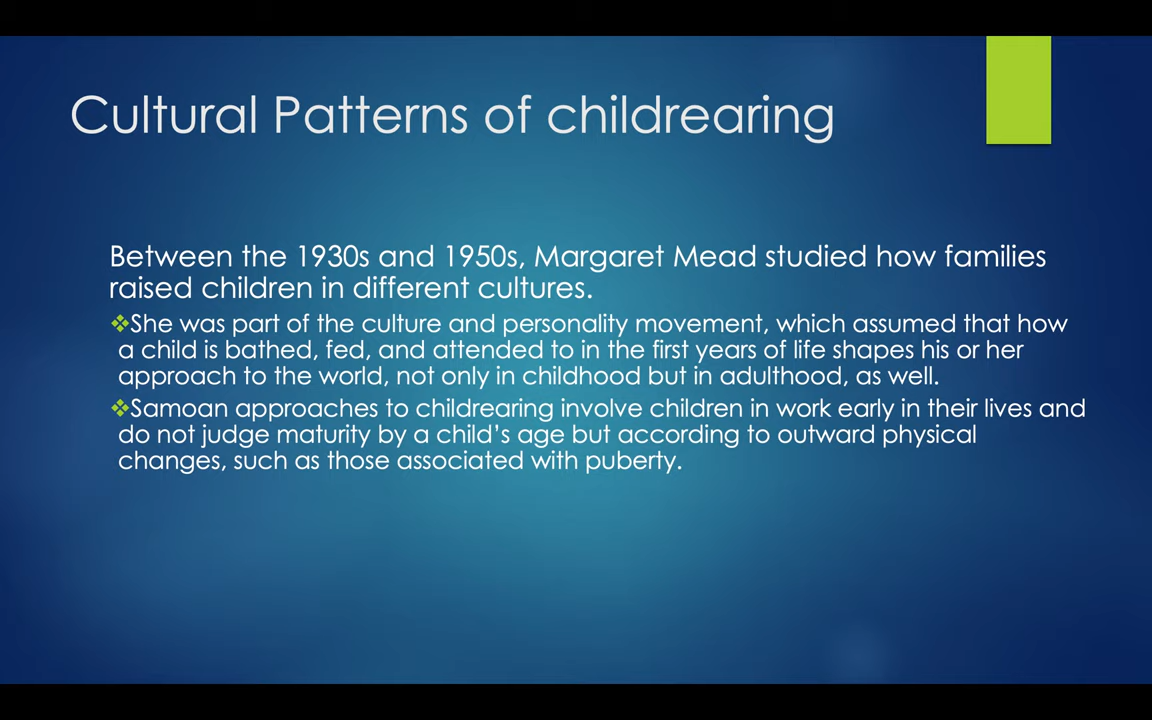 Cultural Patterns of childrearing
Between the 1930s and 1950s, Margaret Mead studied how families
raised children in different cultures.
❖She was part of the culture and personality movement, which assumed that how
a child is bathed, fed, and attended to in the first years of life shapes his or her
approach to the world, not only in childhood but in adulthood, as well.
❖Samoan approaches to childrearing involve children in work early in their lives and
do not judge maturity by a child’s age but according to outward physical
changes, such as those associated with puberty.